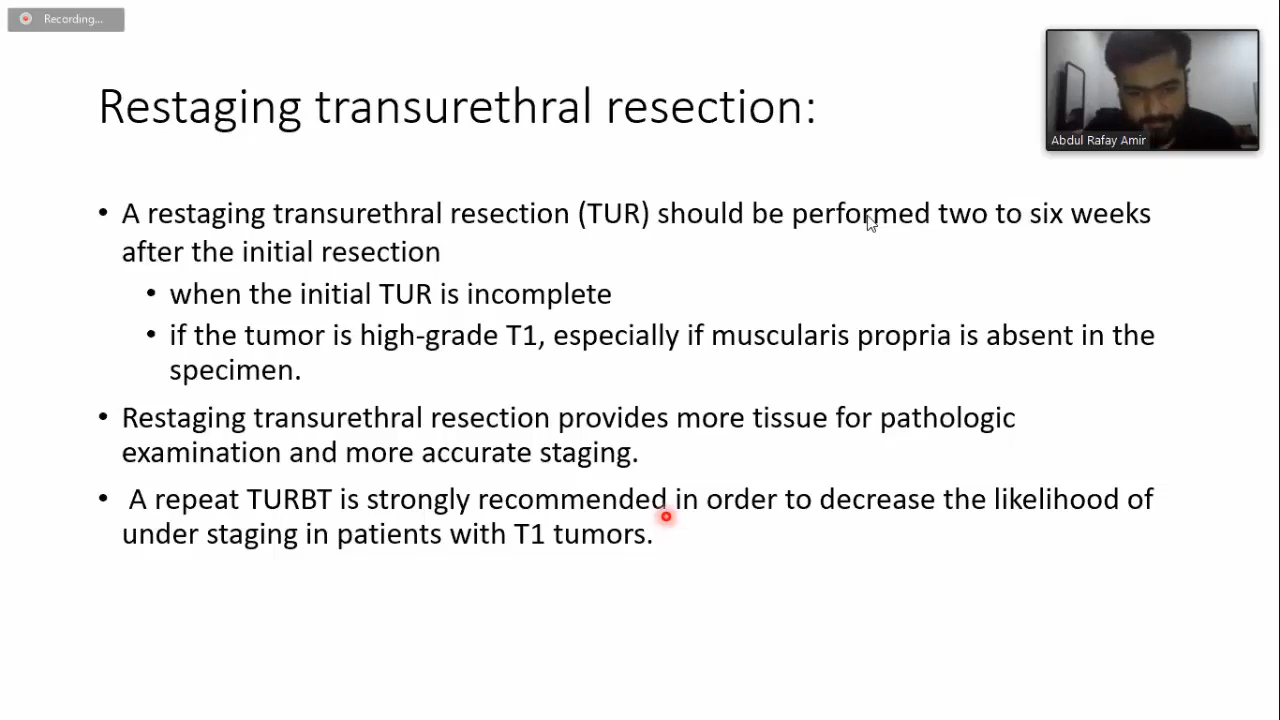 Recording...
Abdul Rafay Amir
Restaging transurethral resection:
• A restaging transurethral resection (TUR) should be performed two to six weeks
after the initial resection
• when the initial TUR is incomplete
• if the tumor is high-grade T1, especially if muscularis propria is absent in the
specimen.
• Restaging transurethral resection provides more tissue for pathologic
examination and more accurate staging.
• A repeat TURBT is strongly recommended in order to decrease the likelihood of
under staging in patients with T1 tumors.